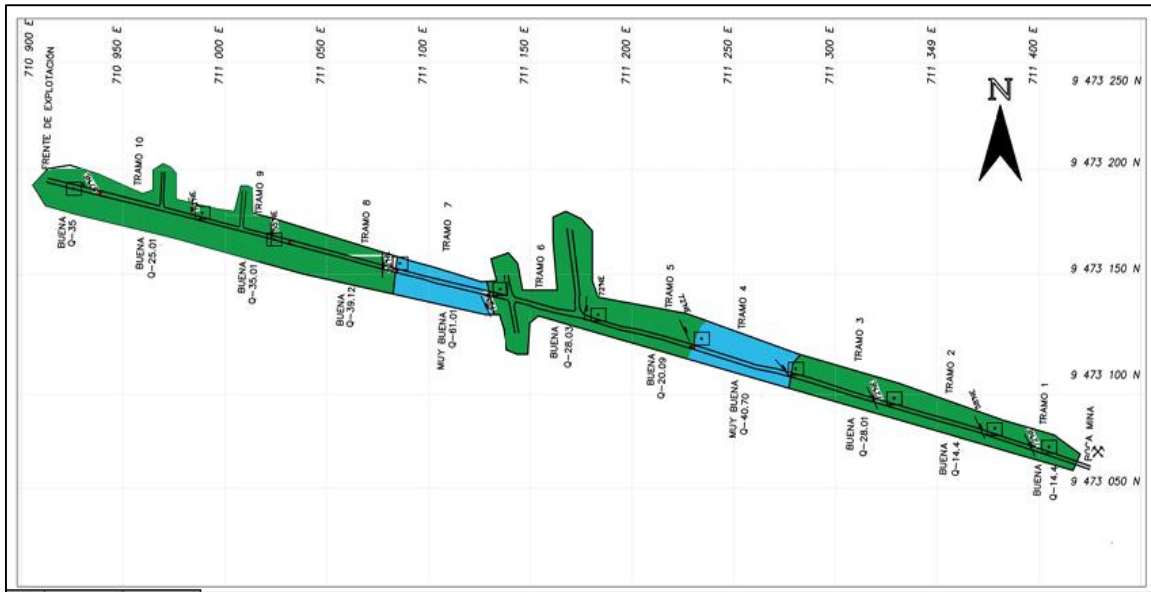 710 900 E
710 950 E
711 000 E
711 050 E
711 100 E
711 150 E
711 200 E
711 250 E
711 300 E
711 349 E
711 400 E
9 473 250 N
9 473 200 N
9 473 150 N
9 473 100 N
9 473 050 N
N
FRENTE DE EXPLOTACIÓN
TRAMO 10
TRAMO 9
TRAMO 8
TRAMO 7
TRAMO 6
TRAMO 5
TRAMO 4
TRAMO 3
TRAMO 2
TRAMO 1
BOCA MINA
BUENA
Q-35
BUENA
Q-25.01
BUENA
Q-35.01
BUENA
Q-39.12
MUY BUENA
Q-61.01
BUENA
Q-28.03
BUENA
Q-20.09
MUY BUENA
Q-40.70
BUENA
Q-28.01
BUENA
Q-14.4
BUENA
Q-14.4